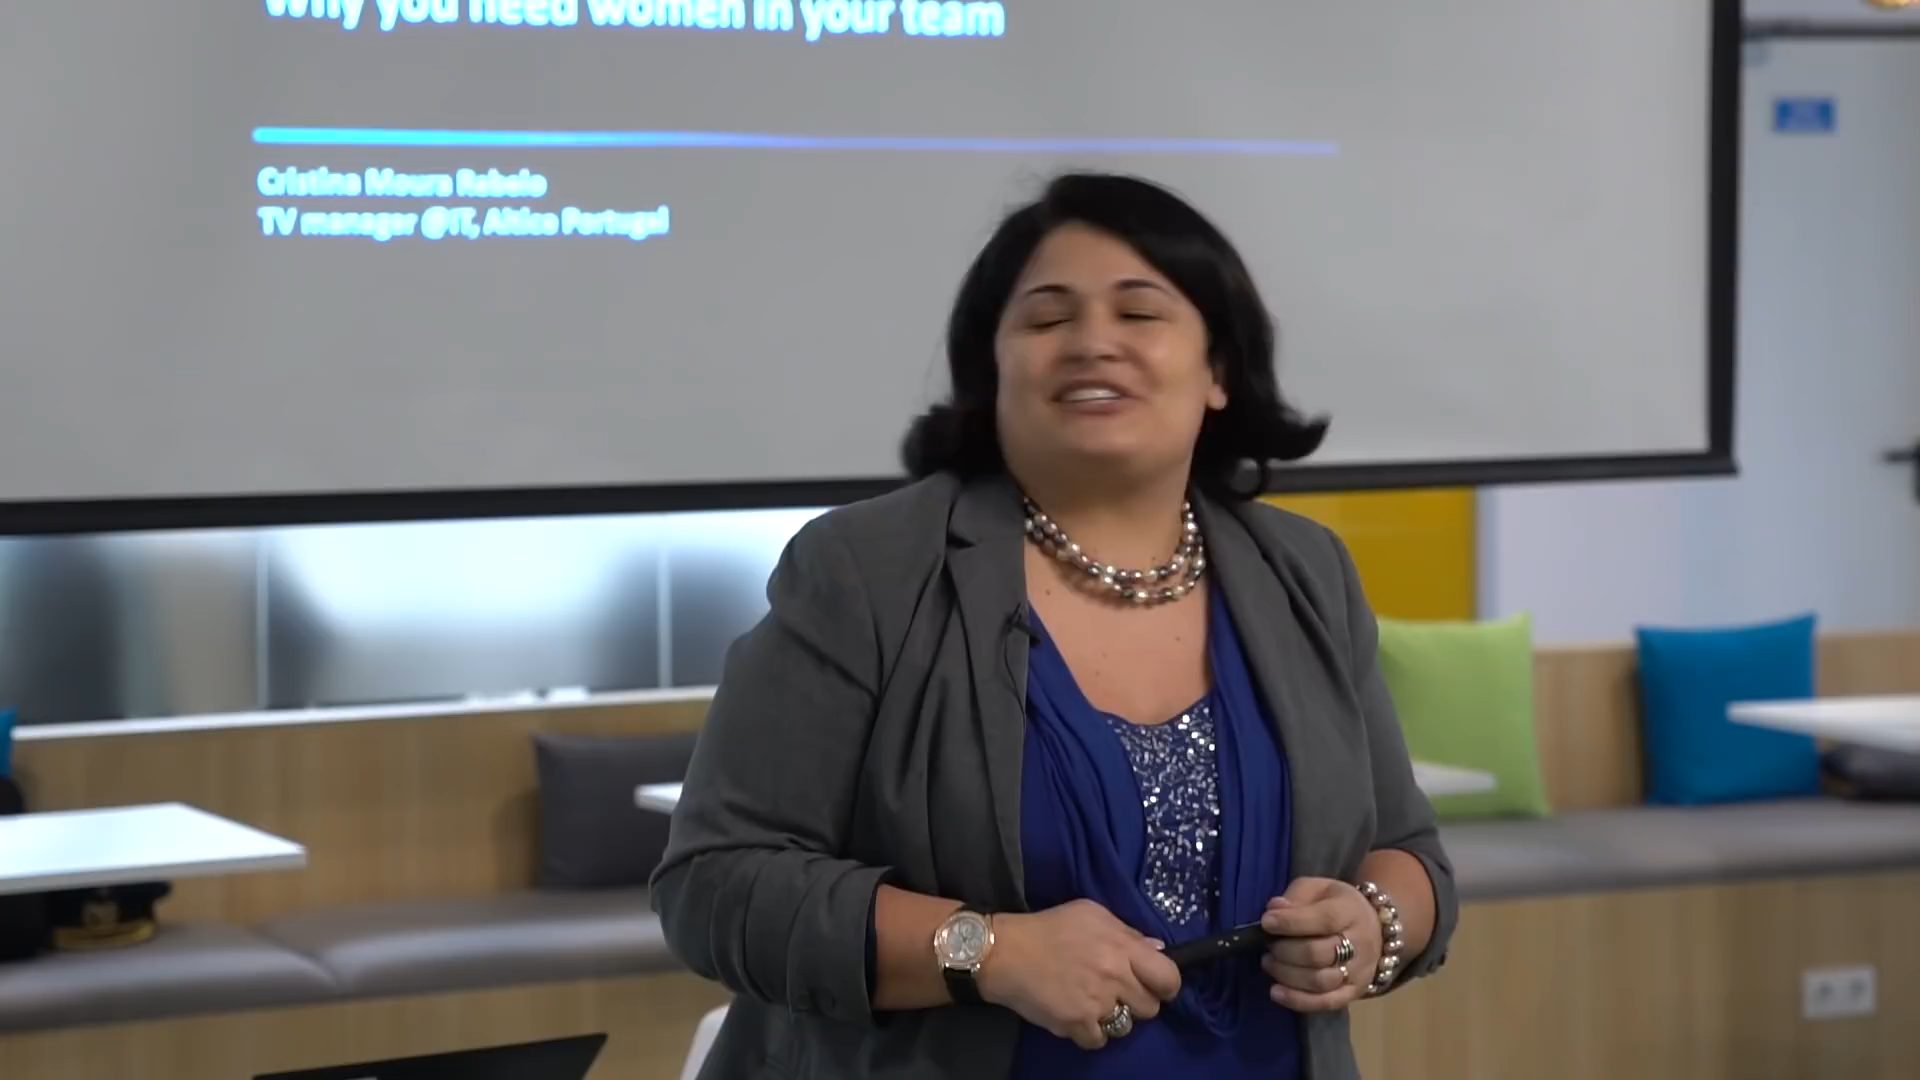 Why you need women in your team
Cristina Moura Rebelo
TV manager @IT, Altice Portugal